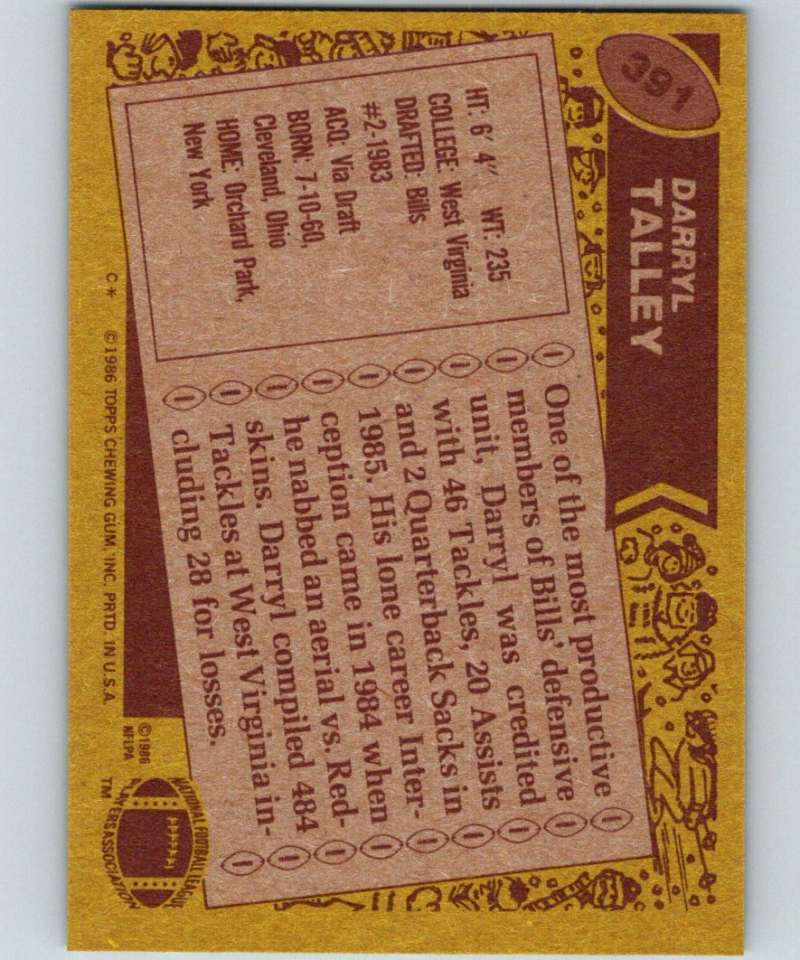 391
DARRYL
TALLEY
HT: 6' 4" WT: 235
COLLEGE: West Virginia
DRAFTED: Bills
#2-1983
ACQ: Via Draft
BORN: 7-10-60,
Cleveland, Ohio
HOME: Orchard Park,
New York
One of the most productive
members of Bills' defensive
unit, Darryl was credited
with 46 Tackles, 20 Assists
and 2 Quarterback Sacks in
1985. His lone career Inter-
ception came in 1984 when
he nabbed an aerial vs. Red-
skins. Darryl compiled 484
Tackles at West Virginia in-
cluding 28 for losses.
C* ©1986 TOPPS CHEWING GUM, INC. PRTD. IN U.S.A.
©1986
NFLPA
NATIONAL FOOTBALL LEAGUE
PLAYERS ASSOCIATION
TM